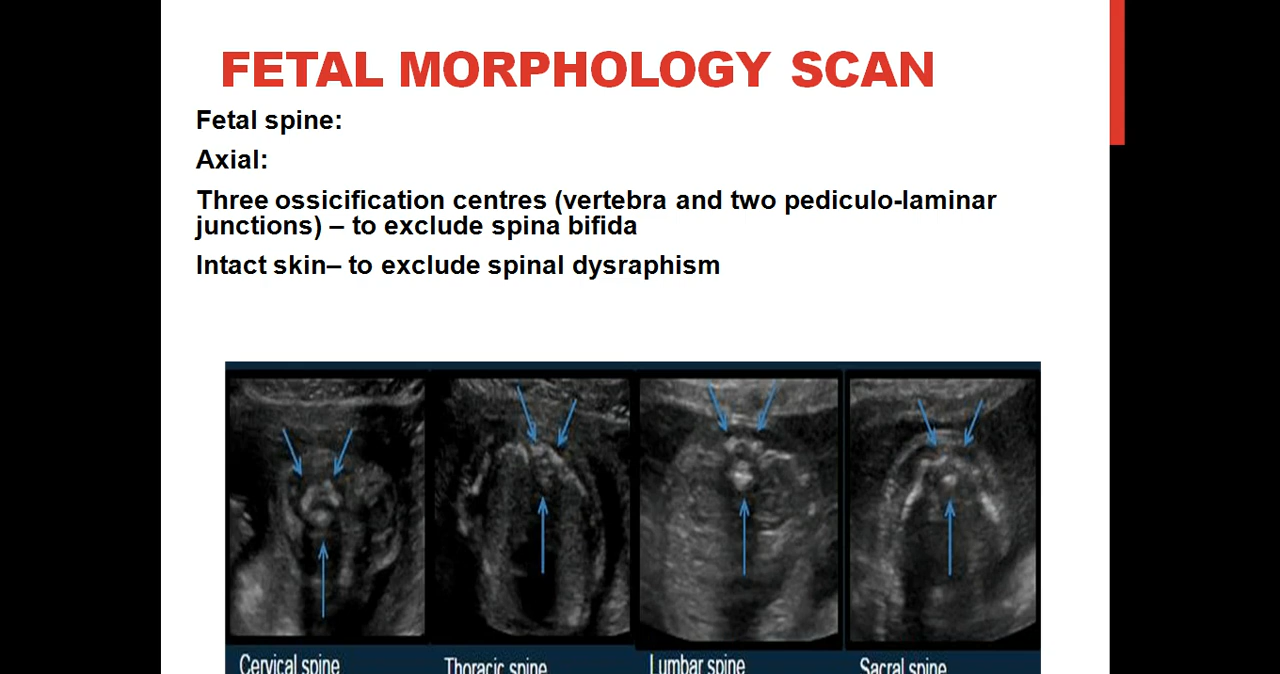 FETAL MORPHOLOGY SCAN
Fetal spine:
Axial:
Three ossicification centres (vertebra and two pediculo-laminar
junctions) – to exclude spina bifida
Intact skin– to exclude spinal dysraphism
Cervical spine
Thoracic spine
Lumbar spine
Sacral spine